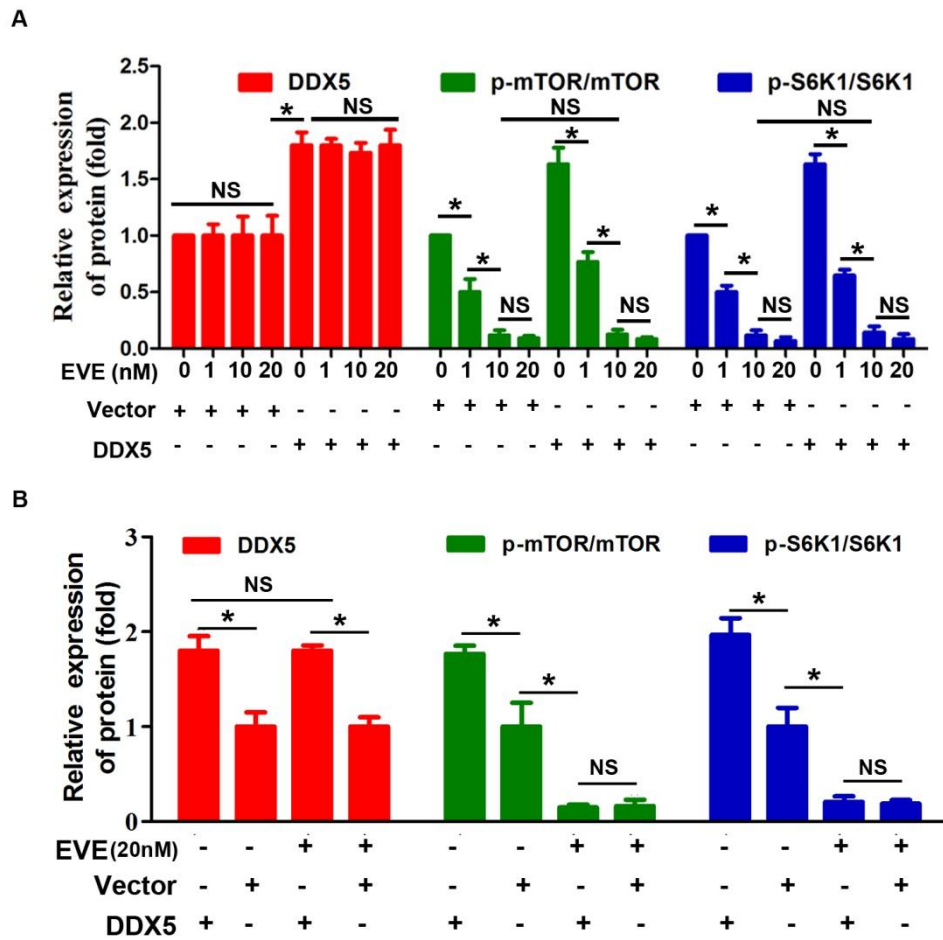 A
2.5
DDX5
p-mTOR/mTOR
p-S6K1/S6K1
* NS
NS
NS
2.0
*
*
1.5
NS
*
*
1.0
*
*
*
*
0.5
NS
NS
NS
NS
0.0
Relative expression
of protein (fold)
EVE (nM) 0 1 10 20 0 1 10 20 0 1 10 20 0 1 10 20 0 1 10 20 0 1 10 20
Vector + + + + - - - - + + + + - - - - + + + + - - - -
DDX5 - - - - + + + + - - - - + + + + - - - - + + + +
B
3
DDX5
p-mTOR/mTOR
p-S6K1/S6K1
NS
* *
* *
* *
2
1
NS
NS
0
Relative expression
of protein (fold)
EVE(20nM) - - + + - - + + - - + +
Vector - + - + - + - + - + - +
DDX5 + - + - + - + - + - + -